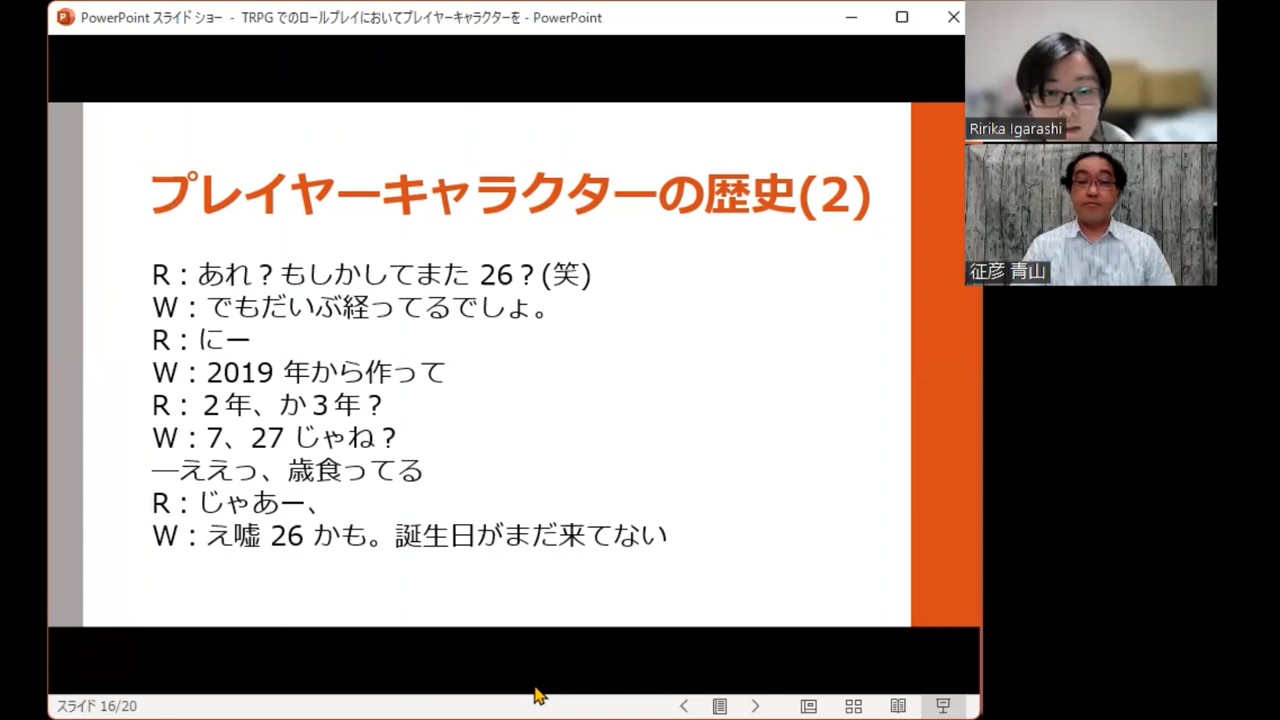 PowerPoint スライド ショー - TRPG でのロールプレイにおいてプレイヤーキャラクターを - PowerPoint
プレイヤーキャラクターの歴史(2)
R：あれ？もしかしてまた 26？(笑)
W：でもだいぶ経ってるでしょ。
R：にー
W：2019 年から作って
R：２年、か３年？
W：7、27 じゃね？
―ええっ、歳食ってる
R：じゃあー、
W：え嘘 26 かも。誕生日がまだ来てない
スライド 16/20
Ririka Igarashi
征彦 青山